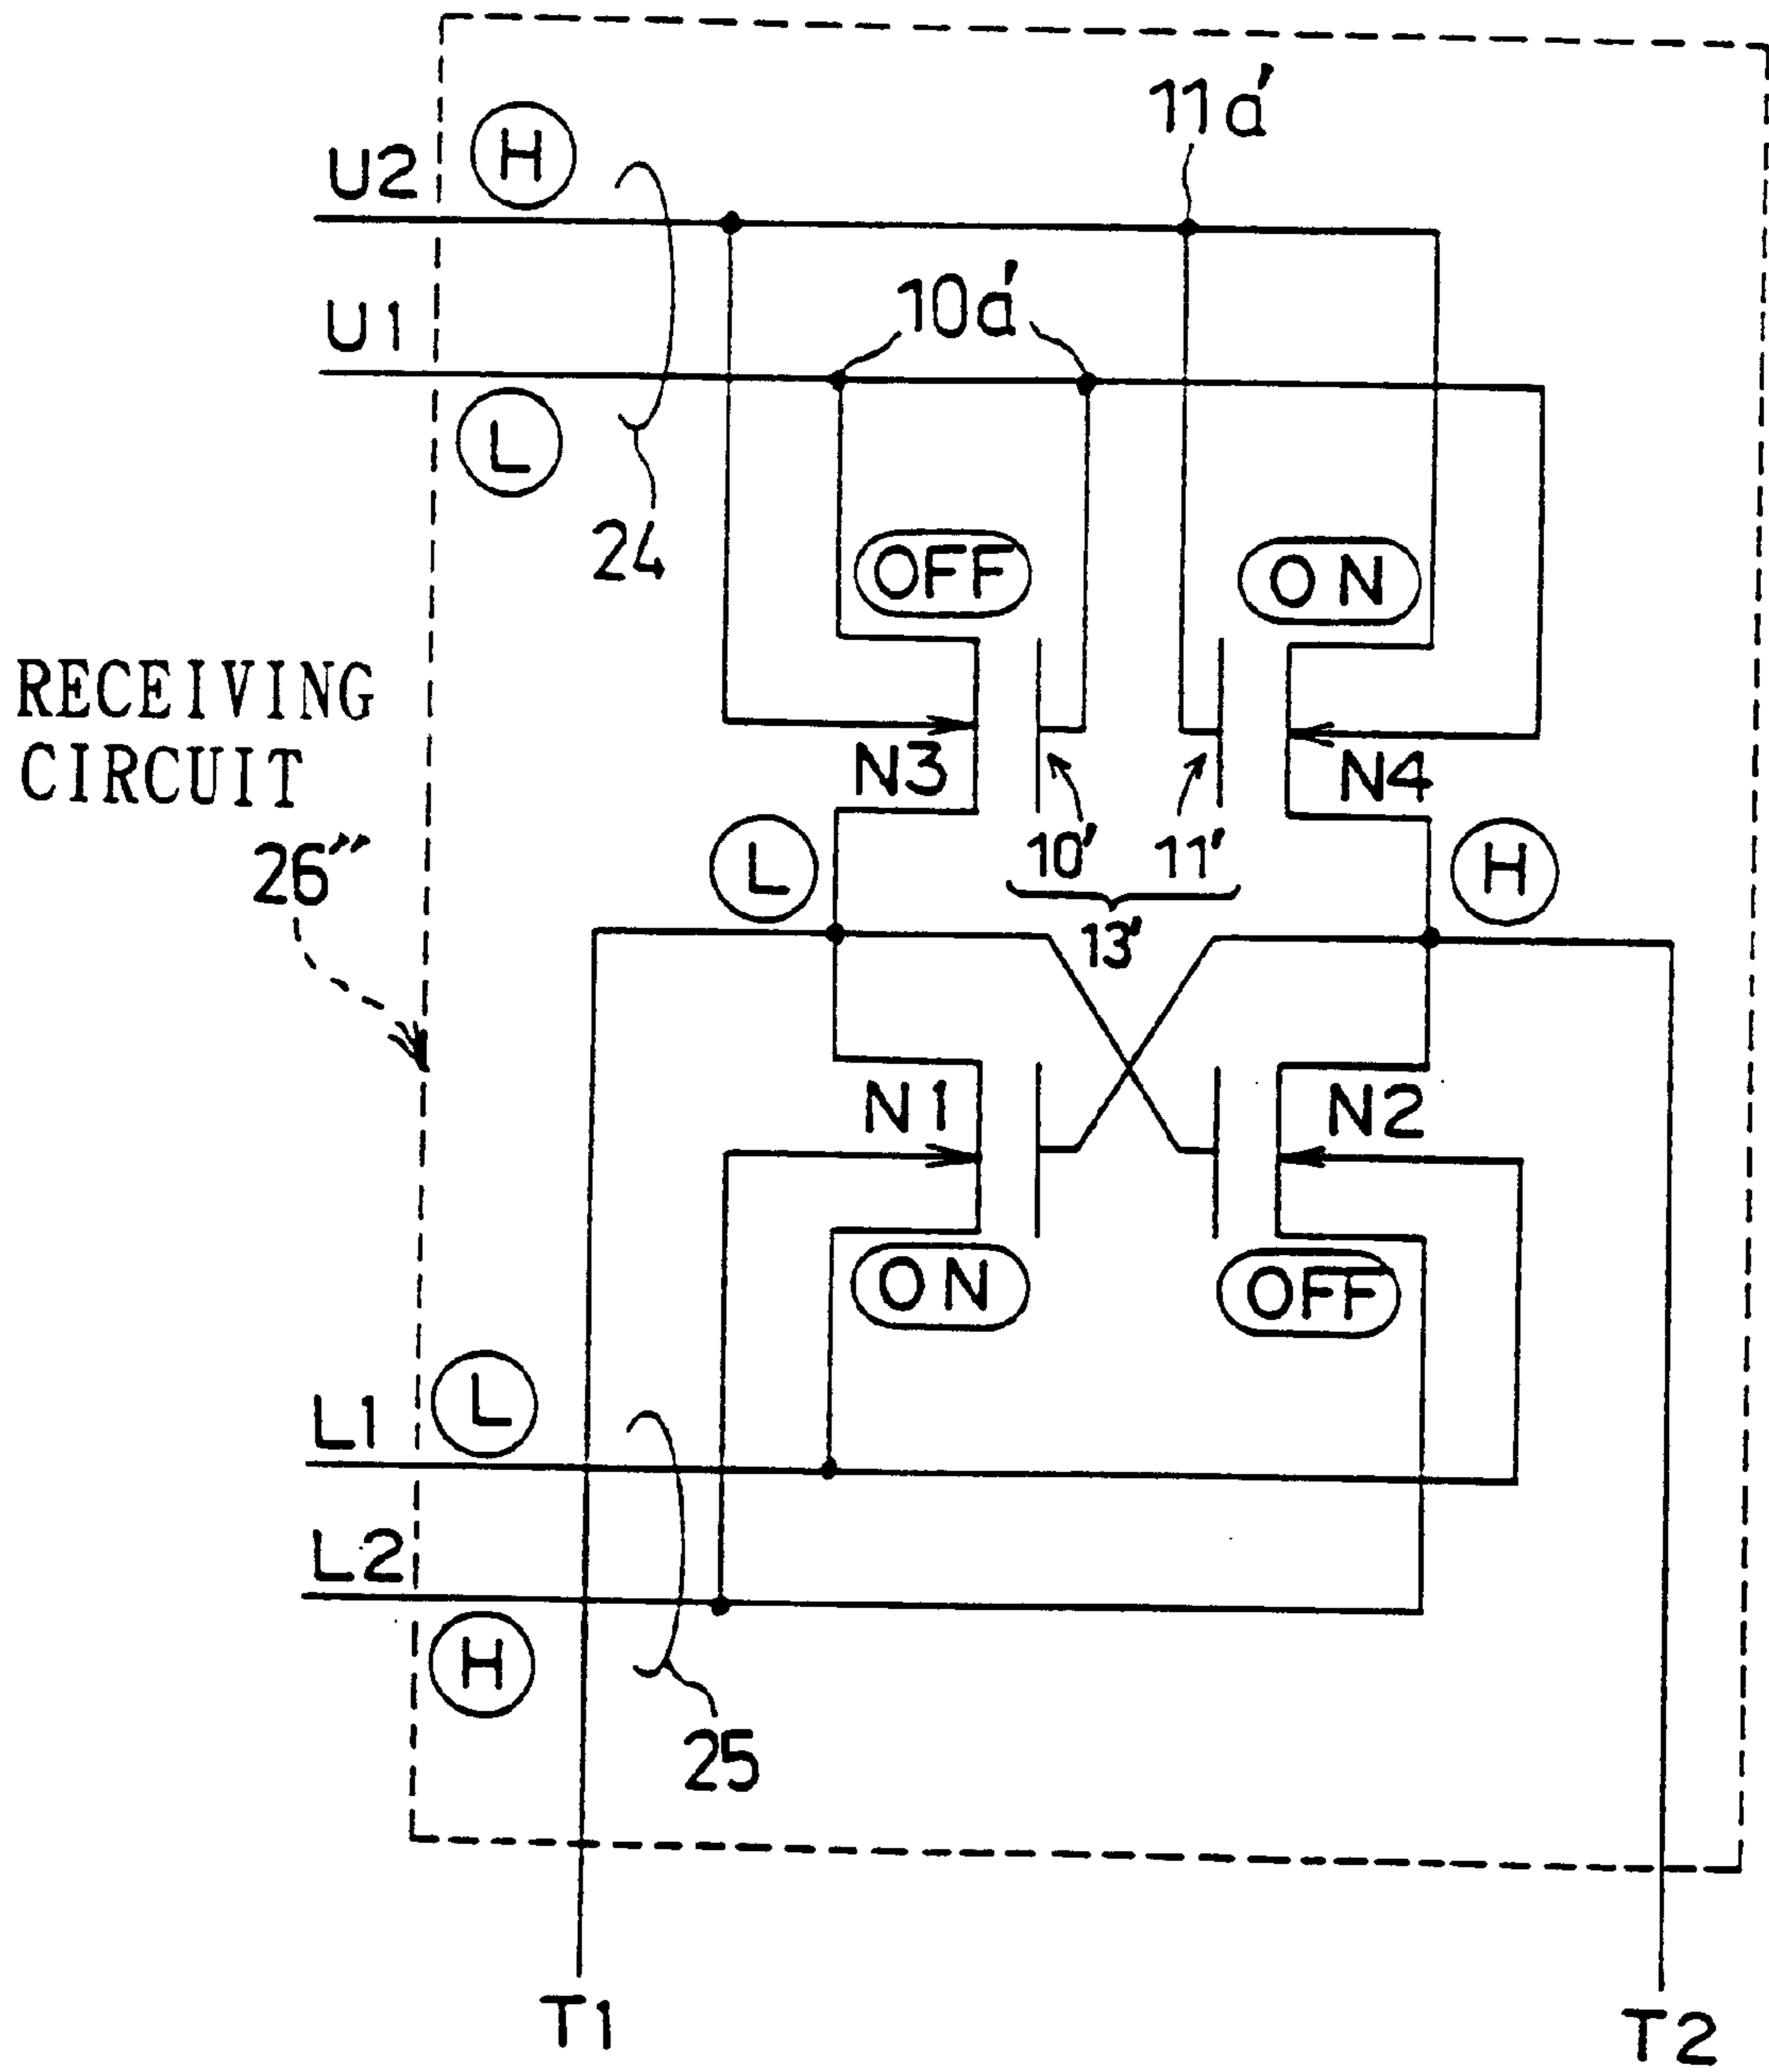 11a'
U2 H
U1 10a'
L
24
OFF ON
RECEIVING
CIRCUIT
26"
N3 N4
10' 11'
L H
13'
N1 N2
ON OFF
L1 L
L2
H
25
T1 T2